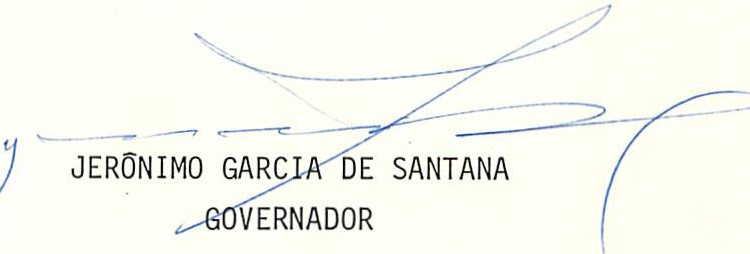 JERÔNIMO GARCIA DE SANTANA
GOVERNADOR